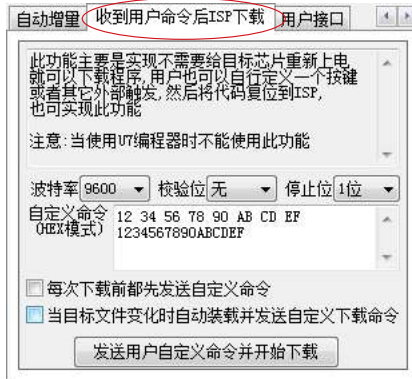 自动增量 收到用户命令后ISP下载 用户接口
此功能主要是实现不需要给目标芯片重新上电
就可以下载程序,用户也可以自行定义一个按键
或者其它外部触发,然后将代码复位到ISP,
也可实现此功能
注意:当使用U7编程器时不能使用此功能
波特率 9600 校验位 无 停止位 1位
自定义命令 12 34 56 78 90 AB CD EF
(HEX模式) 1234567890ABCDEF
每次下载前都先发送自定义命令
当目标文件变化时自动装载并发送自定义下载命令
发送用户自定义命令并开始下载